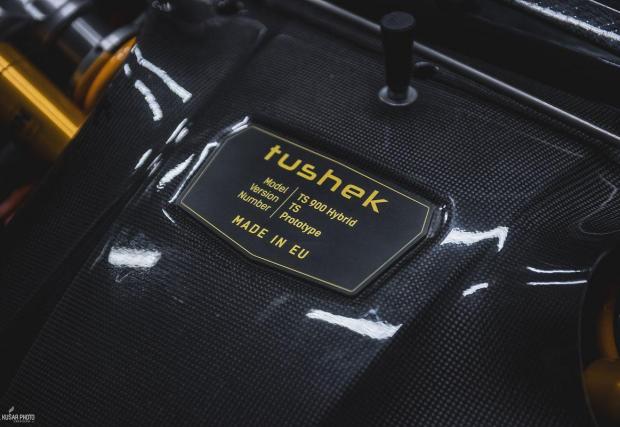 tushek
Model TS 900 Hybrid
Version TS
Number Prototype
MADE IN EU
KUSAR PHOTO